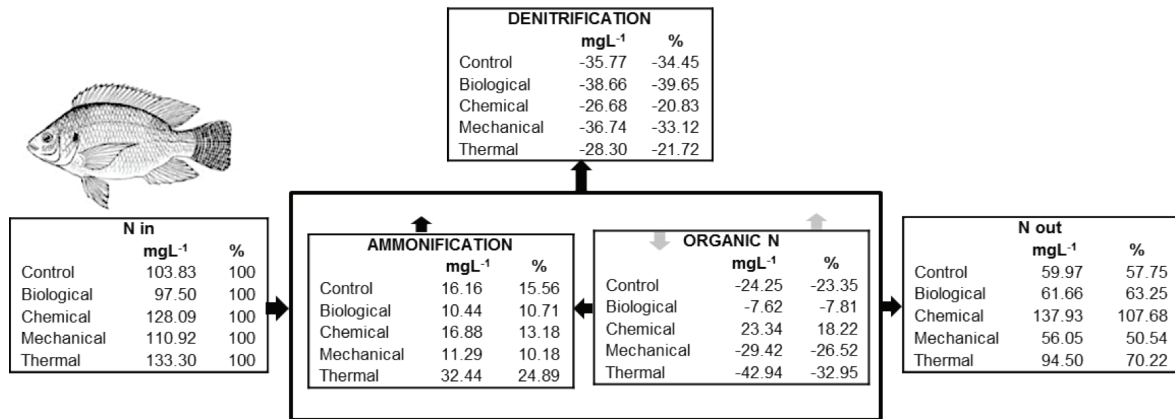 DENITRIFICATION
mgL⁻¹ %
Control -35.77 -34.45
Biological -38.66 -39.65
Chemical -26.68 -20.83
Mechanical -36.74 -33.12
Thermal -28.30 -21.72
N in
mgL⁻¹ %
Control 103.83 100
Biological 97.50 100
Chemical 128.09 100
Mechanical 110.92 100
Thermal 133.30 100
AMMONIFICATION
mgL⁻¹ %
Control 16.16 15.56
Biological 10.44 10.71
Chemical 16.88 13.18
Mechanical 11.29 10.18
Thermal 32.44 24.89
ORGANIC N
mgL⁻¹ %
Control -24.25 -23.35
Biological -7.62 -7.81
Chemical 23.34 18.22
Mechanical -29.42 -26.52
Thermal -42.94 -32.95
N out
mgL⁻¹ %
Control 59.97 57.75
Biological 61.66 63.25
Chemical 137.93 107.68
Mechanical 56.05 50.54
Thermal 94.50 70.22